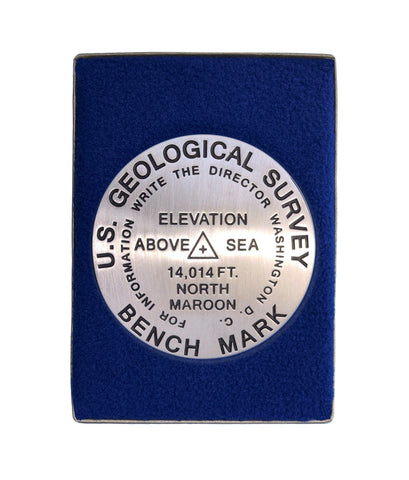 U.S. GEOLOGICAL SURVEY
FOR INFORMATION WRITE THE DIRECTOR WASHINGTON D. C.
ELEVATION
ABOVE + SEA
14,014 FT.
NORTH
MAROON
BENCH MARK